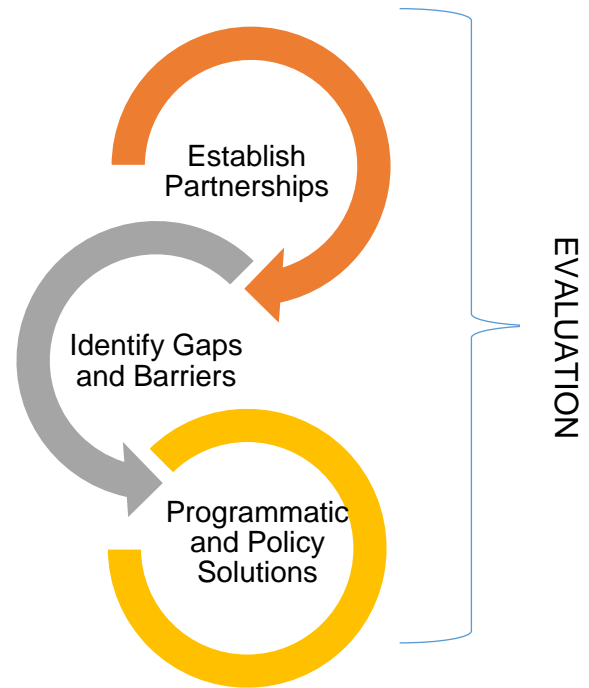 Establish
Partnerships
Identify Gaps
and Barriers
Programmatic
and Policy
Solutions
EVALUATION